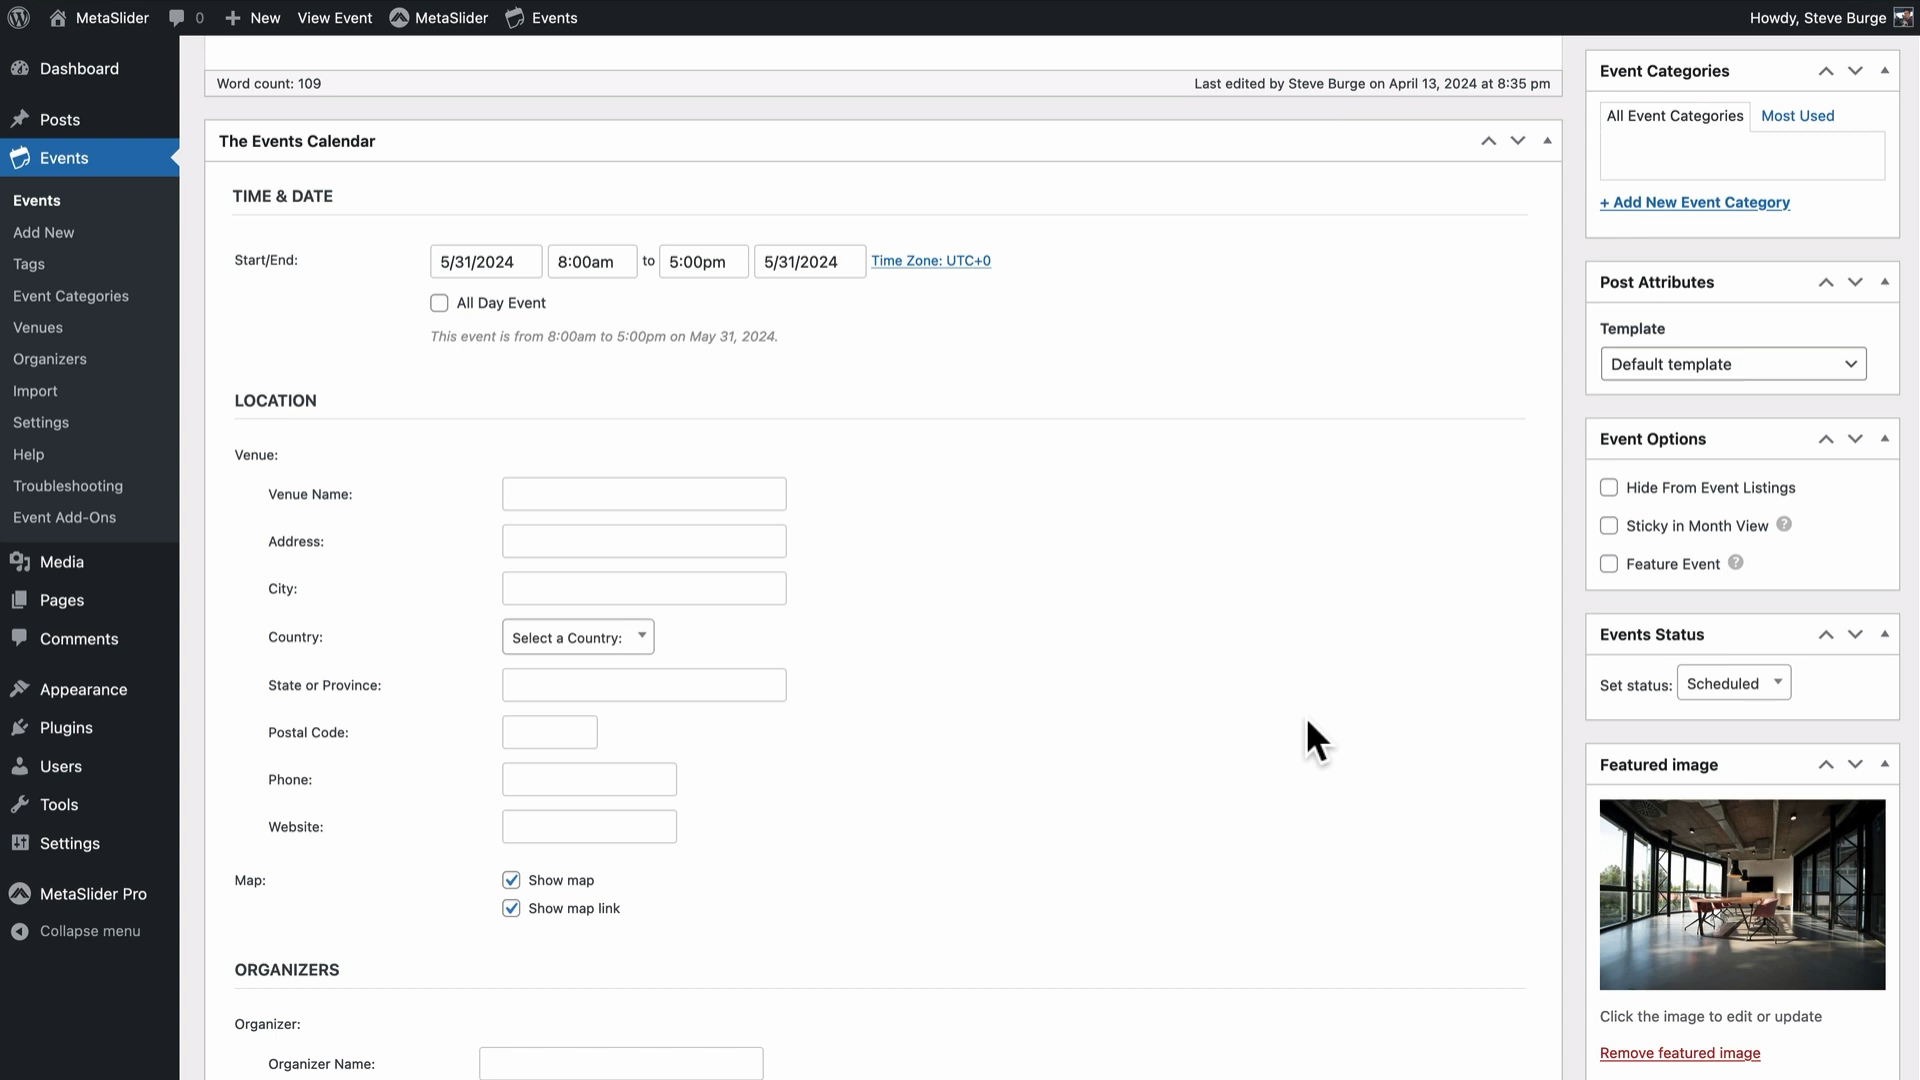 MetaSlider
0
New
View Event
MetaSlider
Events
Howdy, Steve Burge
Dashboard
Posts
Events
Events
Add New
Tags
Event Categories
Venues
Organizers
Import
Settings
Help
Troubleshooting
Event Add-Ons
Media
Pages
Comments
Appearance
Plugins
Users
Tools
Settings
MetaSlider Pro
Collapse menu
Word count: 109
Last edited by Steve Burge on April 13, 2024 at 8:35 pm
The Events Calendar
TIME & DATE
Start/End:
5/31/2024 8:00am to 5:00pm 5/31/2024 Time Zone: UTC+0
All Day Event
This event is from 8:00am to 5:00pm on May 31, 2024.
LOCATION
Venue:
Venue Name:
Address:
City:
Country: Select a Country:
State or Province:
Postal Code:
Phone:
Website:
Map: Show map
Show map link
ORGANIZERS
Organizer:
Organizer Name:
Event Categories
All Event Categories Most Used
+ Add New Event Category
Post Attributes
Template
Default template
Event Options
Hide From Event Listings
Sticky in Month View ?
Feature Event ?
Events Status
Set status: Scheduled
Featured image
Click the image to edit or update
Remove featured image